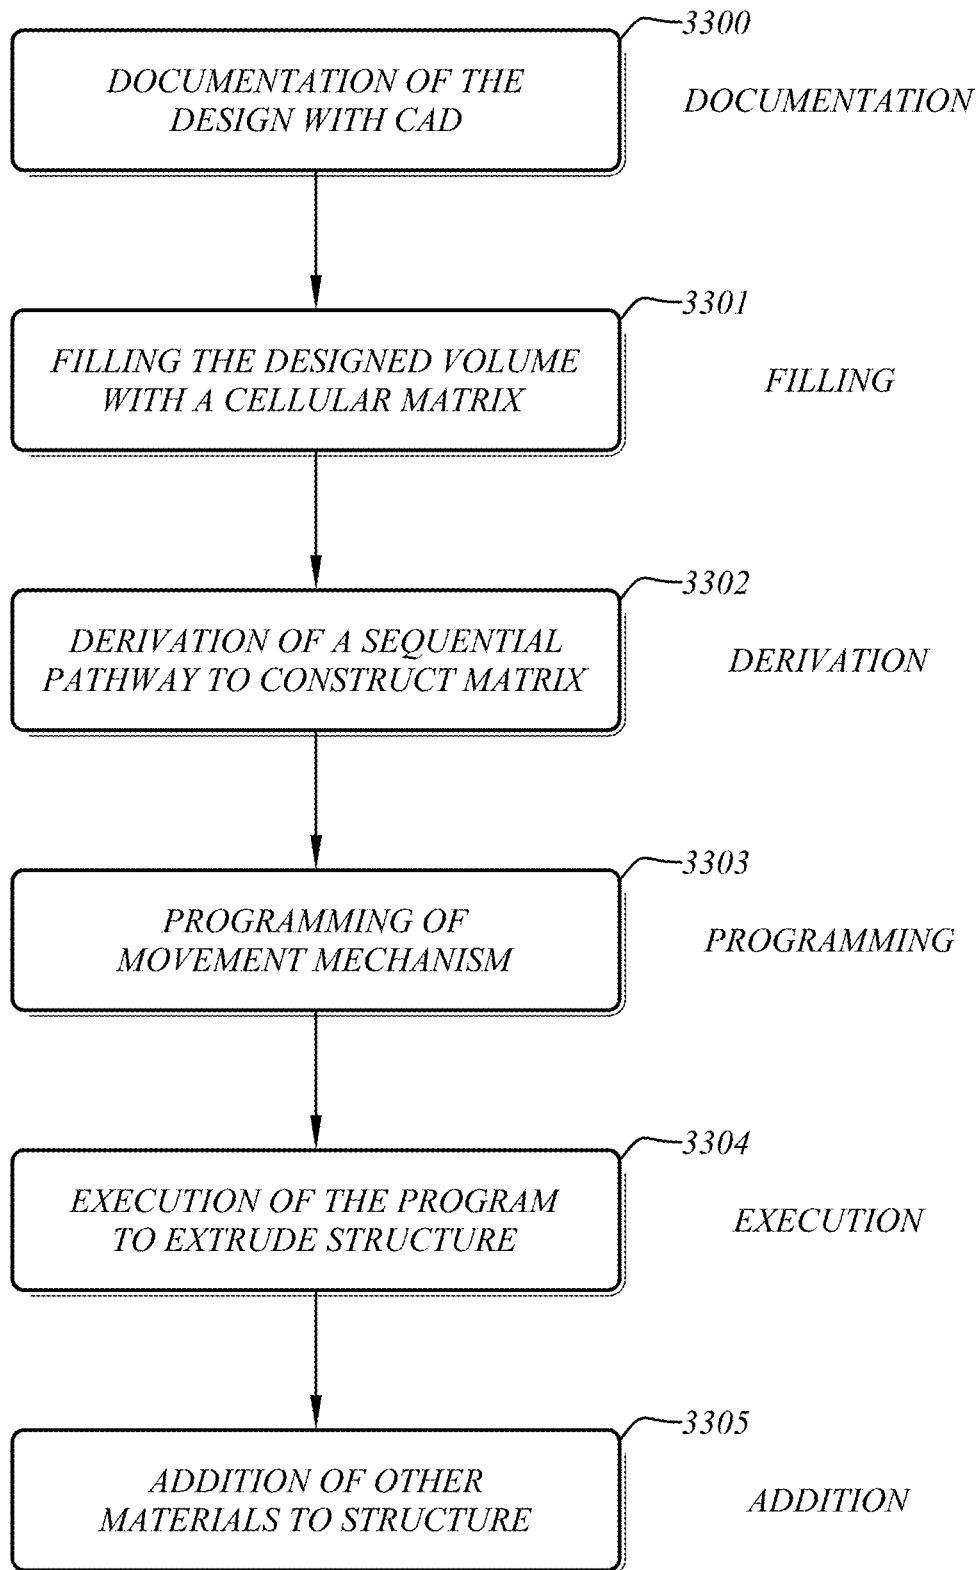 3300
DOCUMENTATION OF THE
DESIGN WITH CAD
DOCUMENTATION
3301
FILLING THE DESIGNED VOLUME
WITH A CELLULAR MATRIX
FILLING
3302
DERIVATION OF A SEQUENTIAL
PATHWAY TO CONSTRUCT MATRIX
DERIVATION
3303
PROGRAMMING OF
MOVEMENT MECHANISM
PROGRAMMING
3304
EXECUTION OF THE PROGRAM
TO EXTRUDE STRUCTURE
EXECUTION
3305
ADDITION OF OTHER
MATERIALS TO STRUCTURE
ADDITION